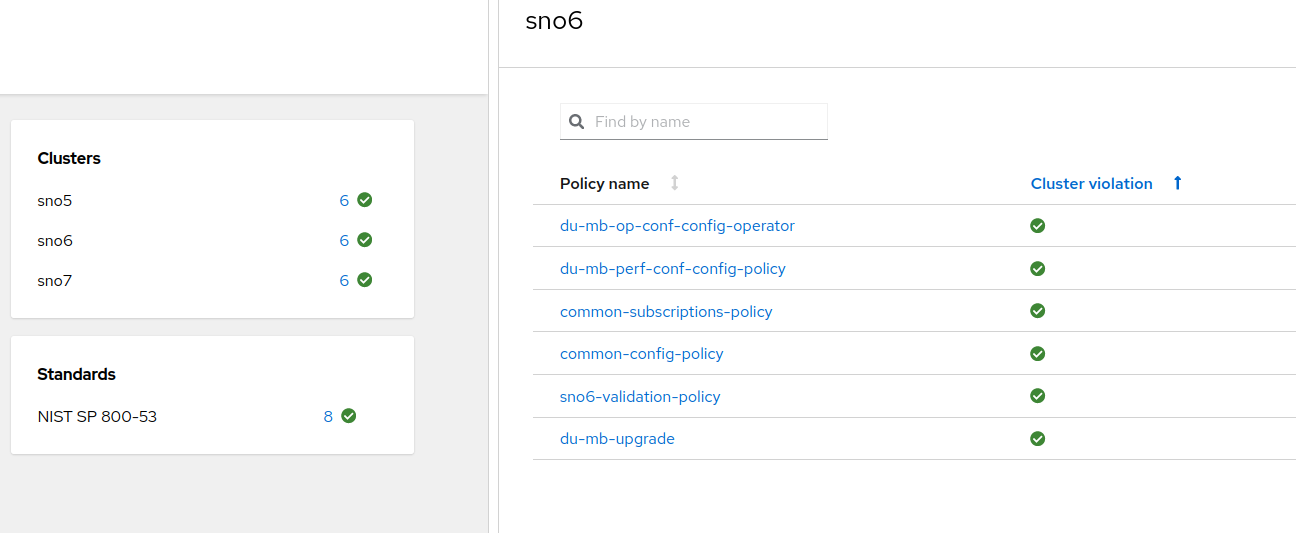 sno6
Clusters
sno5 6
sno6 6
sno7 6
Standards
NIST SP 800-53 8
Find by name
Policy name Cluster violation
du-mb-op-conf-config-operator
du-mb-perf-conf-config-policy
common-subscriptions-policy
common-config-policy
sno6-validation-policy
du-mb-upgrade